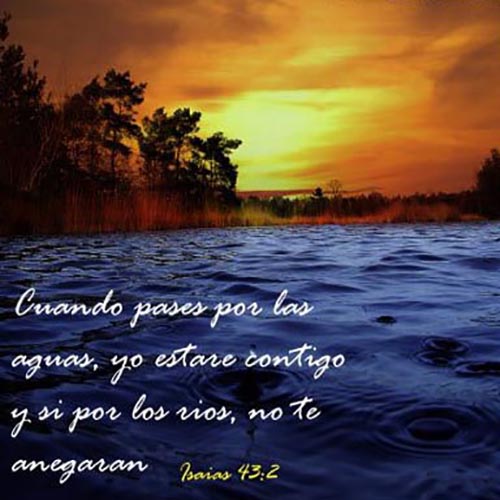 Cuando pases por las
aguas, yo estare contigo
y si por los rios, no te
anegaran
Isaias 43:2